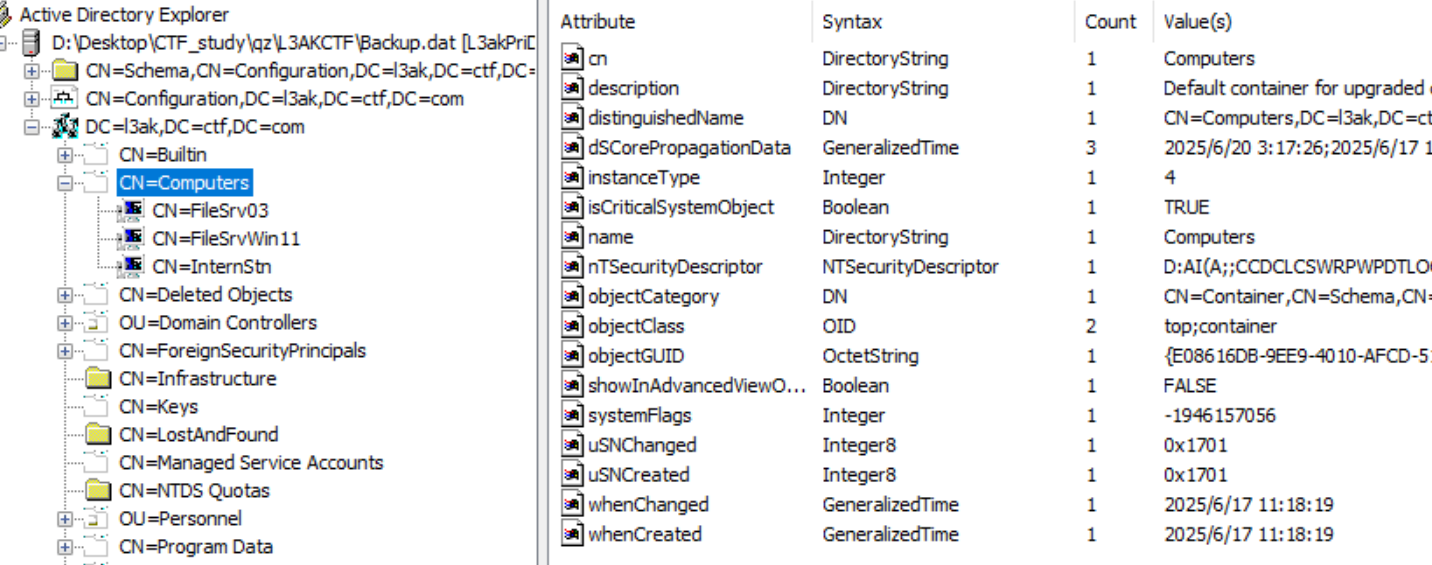 Active Directory Explorer
D:\Desktop\CTF_study\qz\L3AKCTF\Backup.dat [L3akPri
CN=Schema,CN=Configuration,DC=l3ak,DC=ctf,DC=
CN=Configuration,DC=l3ak,DC=ctf,DC=com
DC=l3ak,DC=ctf,DC=com
CN=Builtin
CN=Computers
CN=FileSrv03
CN=FileSrvWin11
CN=InternStn
CN=Deleted Objects
OU=Domain Controllers
CN=ForeignSecurityPrincipals
CN=Infrastructure
CN=Keys
CN=LostAndFound
CN=Managed Service Accounts
CN=NTDS Quotas
OU=Personnel
CN=Program Data
Attribute Syntax Count Value(s)
cn DirectoryString 1 Computers
description DirectoryString 1 Default container for upgraded
distinguishedName DN 1 CN=Computers,DC=l3ak,DC=ct
dSCorePropagationData GeneralizedTime 3 2025/6/20 3:17:26;2025/6/17 1
instanceType Integer 1 4
isCriticalSystemObject Boolean 1 TRUE
name DirectoryString 1 Computers
nTSecurityDescriptor NTSecurityDescriptor 1 D:AI(A;;CCDCLCSWRPWPDTLO
objectCategory DN 1 CN=Container,CN=Schema,CN=
objectClass OID 2 top;container
objectGUID OctetString 1 {E08616DB-9EE9-4010-AFCD-5
showInAdvancedViewO... Boolean 1 FALSE
systemFlags Integer 1 -1946157056
uSNChanged Integer8 1 0x1701
uSNCreated Integer8 1 0x1701
whenChanged GeneralizedTime 1 2025/6/17 11:18:19
whenCreated GeneralizedTime 1 2025/6/17 11:18:19